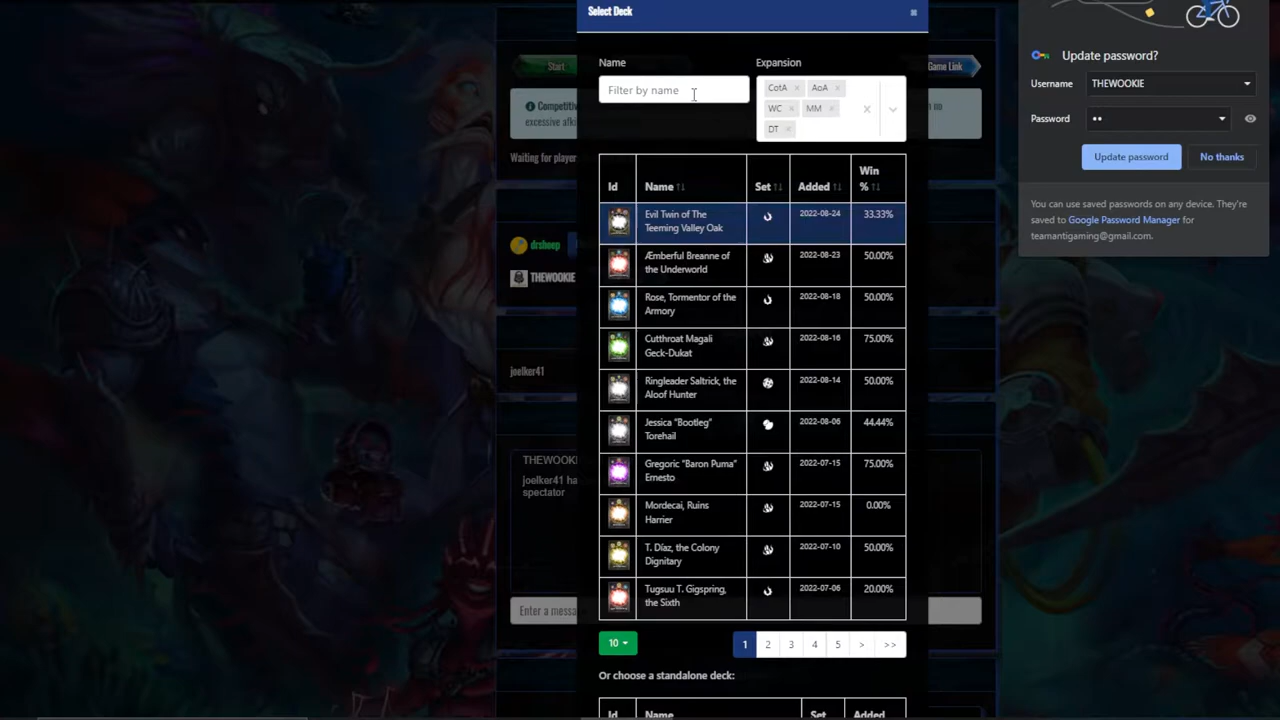 Select Deck
Name
Expansion
Filter by name
CotA
AoA
WC
MM
DT
Id
Name
Set
Added
Win
%
Evil Twin of The
Teeming Valley Oak
2022-08-24
33.33%
Æmberful Breanne of
the Underworld
2022-08-23
50.00%
Rose, Tormentor of the
Armory
2022-08-18
50.00%
Cutthroat Magali
Geck-Dukat
2022-08-16
75.00%
Ringleader Saltrick, the
Aloof Hunter
2022-08-14
50.00%
Jessica "Bootleg"
Torehail
2022-08-06
44.44%
Gregoric "Baron Puma"
Ernesto
2022-07-15
75.00%
Mordecai, Ruins
Harrier
2022-07-15
0.00%
T. Díaz, the Colony
Dignitary
2022-07-10
50.00%
Tugsuu T. Gigspring,
the Sixth
2022-07-06
20.00%
10
1 2 3 4 5 > >>
Or choose a standalone deck:
Id
Name
Set
Added
Start
Game Link
Competitiv
excessive afki
Waiting for player
drsheep
THEWOOKIE
joelker41
THEWOOKI
joelker41 ha
spectator
Enter a messa
Update password?
Username
THEWOOKIE
Password
••
Update password
No thanks
You can use saved passwords on any device. They're
saved to Google Password Manager for
teamantigaming@gmail.com.